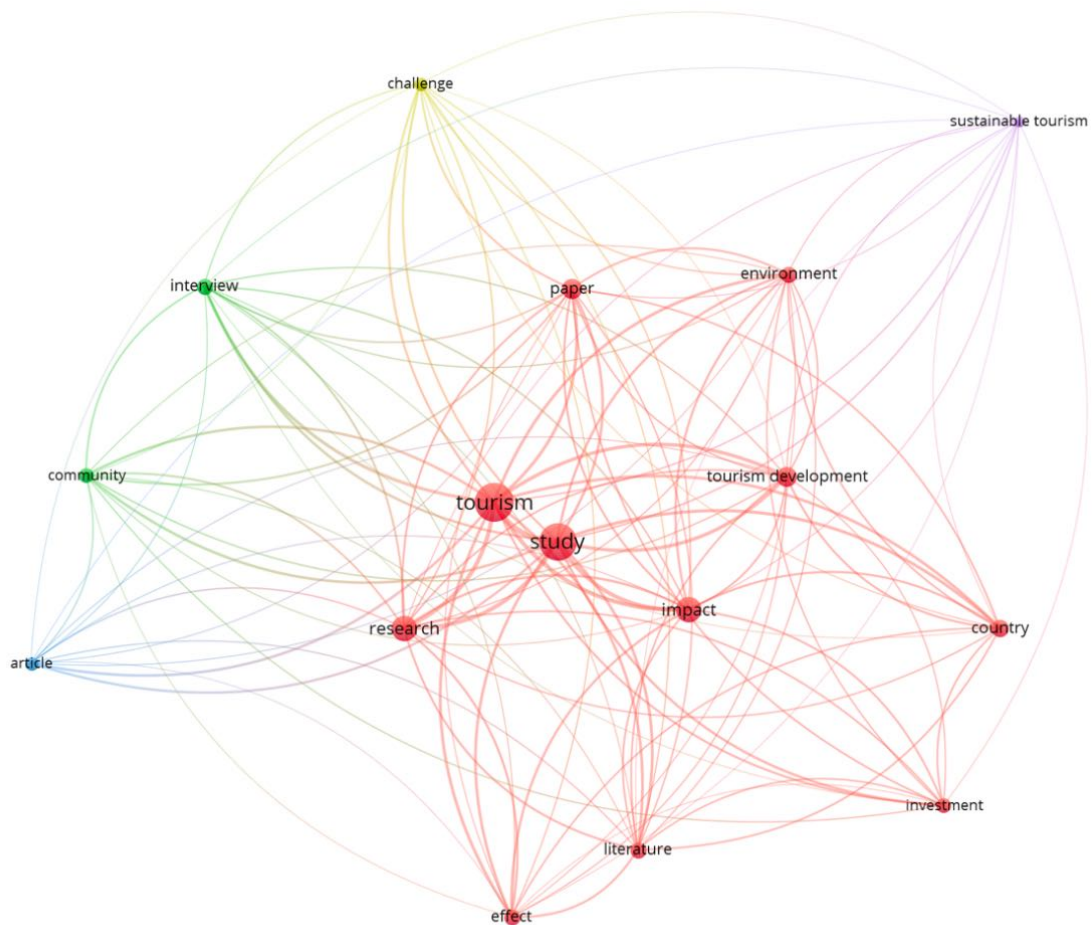 challenge
sustainable tourism
environment
interview
paper
community
tourism development
tourism
study
impact
research
country
article
investment
literature
effect